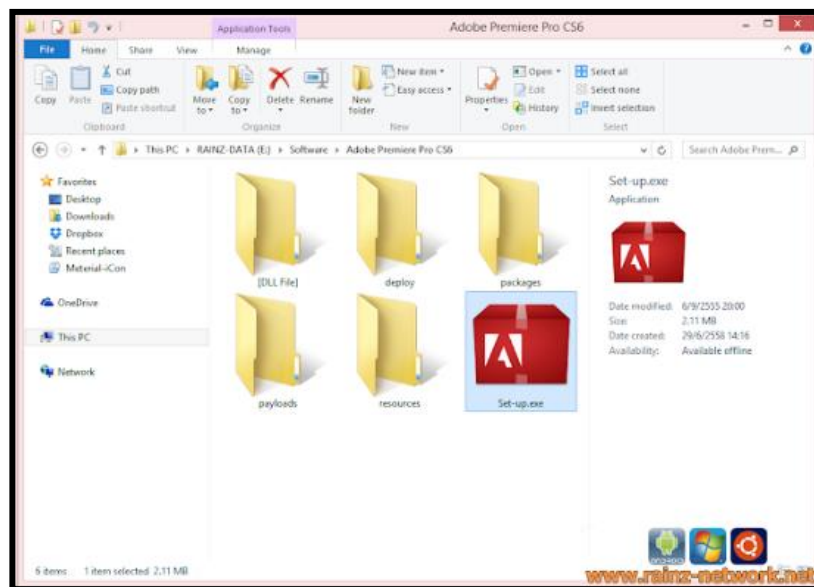 Application Tools
Adobe Premiere Pro CS6
File Home Share View Manage
Copy
Paste
Cut
Copy path
Paste shortcut
Clipboard
Move to
Copy to
Delete
Rename
Organize
New folder
New item
Easy access
New
Properties
Open
Edit
History
Open
Select all
Select none
Invert selection
Select
This PC RAINZ-DATA (E:) Software Adobe Premiere Pro CS6
Search Adobe Prem...
Favorites
Desktop
Downloads
Dropbox
Recent places
Material-iCon
OneDrive
This PC
Network
[DLL File]
deploy
packages
payloads
resources
Set-up.exe
Set-up.exe
Application
Date modified: 6/9/2555 20:00
Size: 2.11 MB
Date created: 29/6/2558 14:16
Availability: Available offline
6 items 1 item selected 2.11 MB
ANDROID
www.rainz-network.net